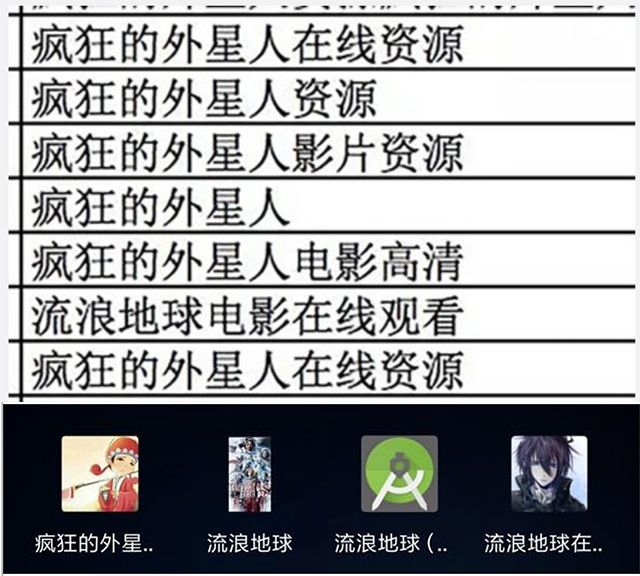 疯狂的外星人在线资源
疯狂的外星人资源
疯狂的外星人影片资源
疯狂的外星人
疯狂的外星人电影高清
流浪地球电影在线观看
疯狂的外星人在线资源
疯狂的外星..
流浪地球
流浪地球 (..
流浪地球在..